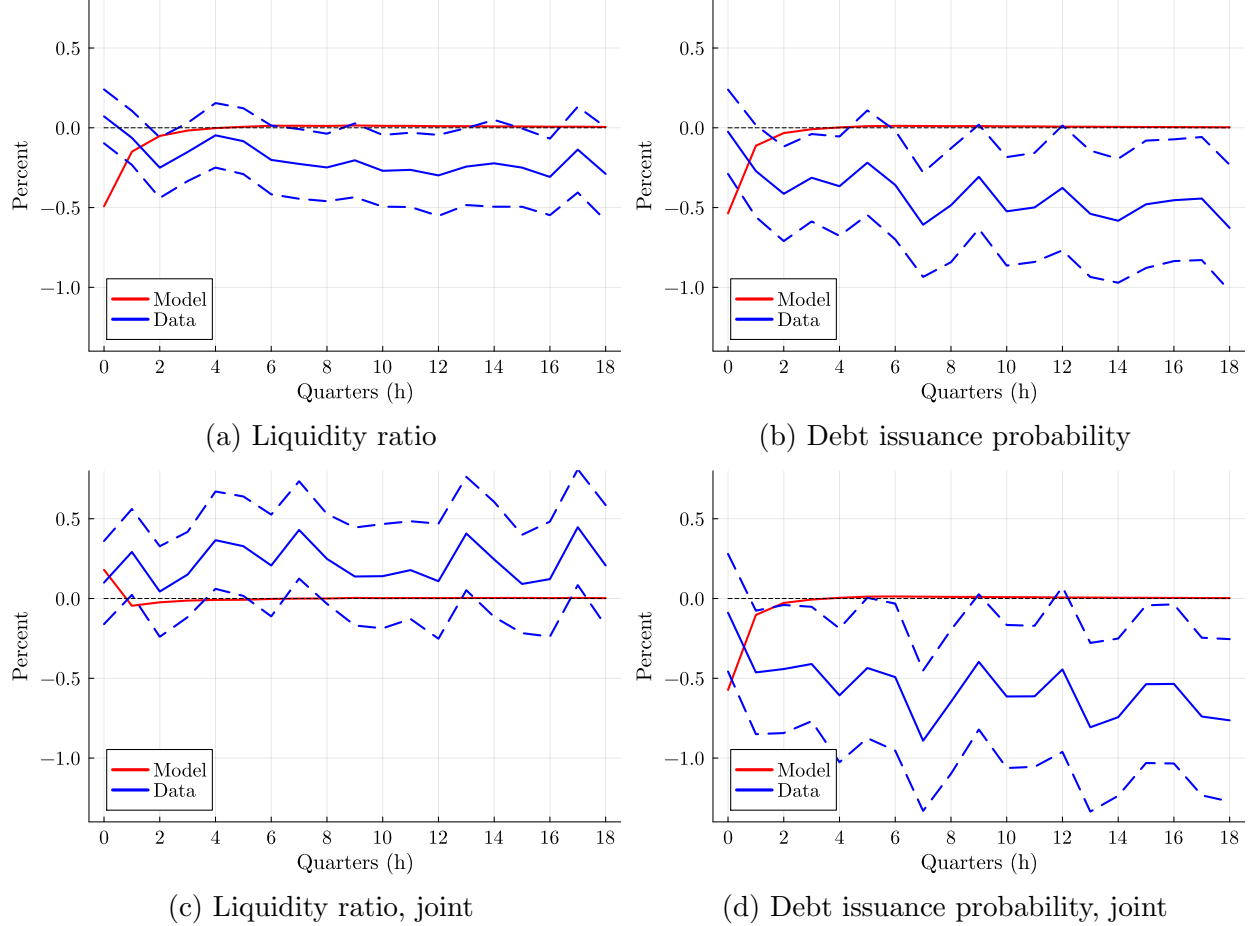 0.5
0.0
−0.5
−1.0
Percent
Model
Data
0 2 4 6 8 10 12 14 16 18
Quarters (h)
(a) Liquidity ratio
0.5
0.0
−0.5
−1.0
Percent
Model
Data
0 2 4 6 8 10 12 14 16 18
Quarters (h)
(b) Debt issuance probability
0.5
0.0
−0.5
−1.0
Percent
Model
Data
0 2 4 6 8 10 12 14 16 18
Quarters (h)
(c) Liquidity ratio, joint
0.5
0.0
−0.5
−1.0
Percent
Model
Data
0 2 4 6 8 10 12 14 16 18
Quarters (h)
(d) Debt issuance probability, joint